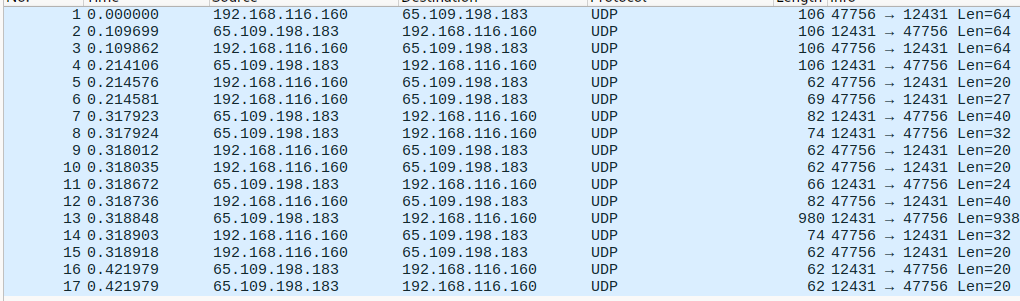 No. Time Source Destination Protocol Length Info
1 0.000000 192.168.116.160 65.109.198.183 UDP 106 47756 → 12431 Len=64
2 0.109699 65.109.198.183 192.168.116.160 UDP 106 12431 → 47756 Len=64
3 0.109862 192.168.116.160 65.109.198.183 UDP 106 47756 → 12431 Len=64
4 0.214106 65.109.198.183 192.168.116.160 UDP 106 12431 → 47756 Len=64
5 0.214576 192.168.116.160 65.109.198.183 UDP 62 47756 → 12431 Len=20
6 0.214581 192.168.116.160 65.109.198.183 UDP 69 47756 → 12431 Len=27
7 0.317923 65.109.198.183 192.168.116.160 UDP 82 12431 → 47756 Len=40
8 0.317924 65.109.198.183 192.168.116.160 UDP 74 12431 → 47756 Len=32
9 0.318012 192.168.116.160 65.109.198.183 UDP 62 47756 → 12431 Len=20
10 0.318035 192.168.116.160 65.109.198.183 UDP 62 47756 → 12431 Len=20
11 0.318672 65.109.198.183 192.168.116.160 UDP 66 12431 → 47756 Len=24
12 0.318736 192.168.116.160 65.109.198.183 UDP 82 47756 → 12431 Len=40
13 0.318848 65.109.198.183 192.168.116.160 UDP 980 12431 → 47756 Len=938
14 0.318903 192.168.116.160 65.109.198.183 UDP 74 47756 → 12431 Len=32
15 0.318918 192.168.116.160 65.109.198.183 UDP 62 47756 → 12431 Len=20
16 0.421979 65.109.198.183 192.168.116.160 UDP 62 12431 → 47756 Len=20
17 0.421979 65.109.198.183 192.168.116.160 UDP 62 12431 → 47756 Len=20